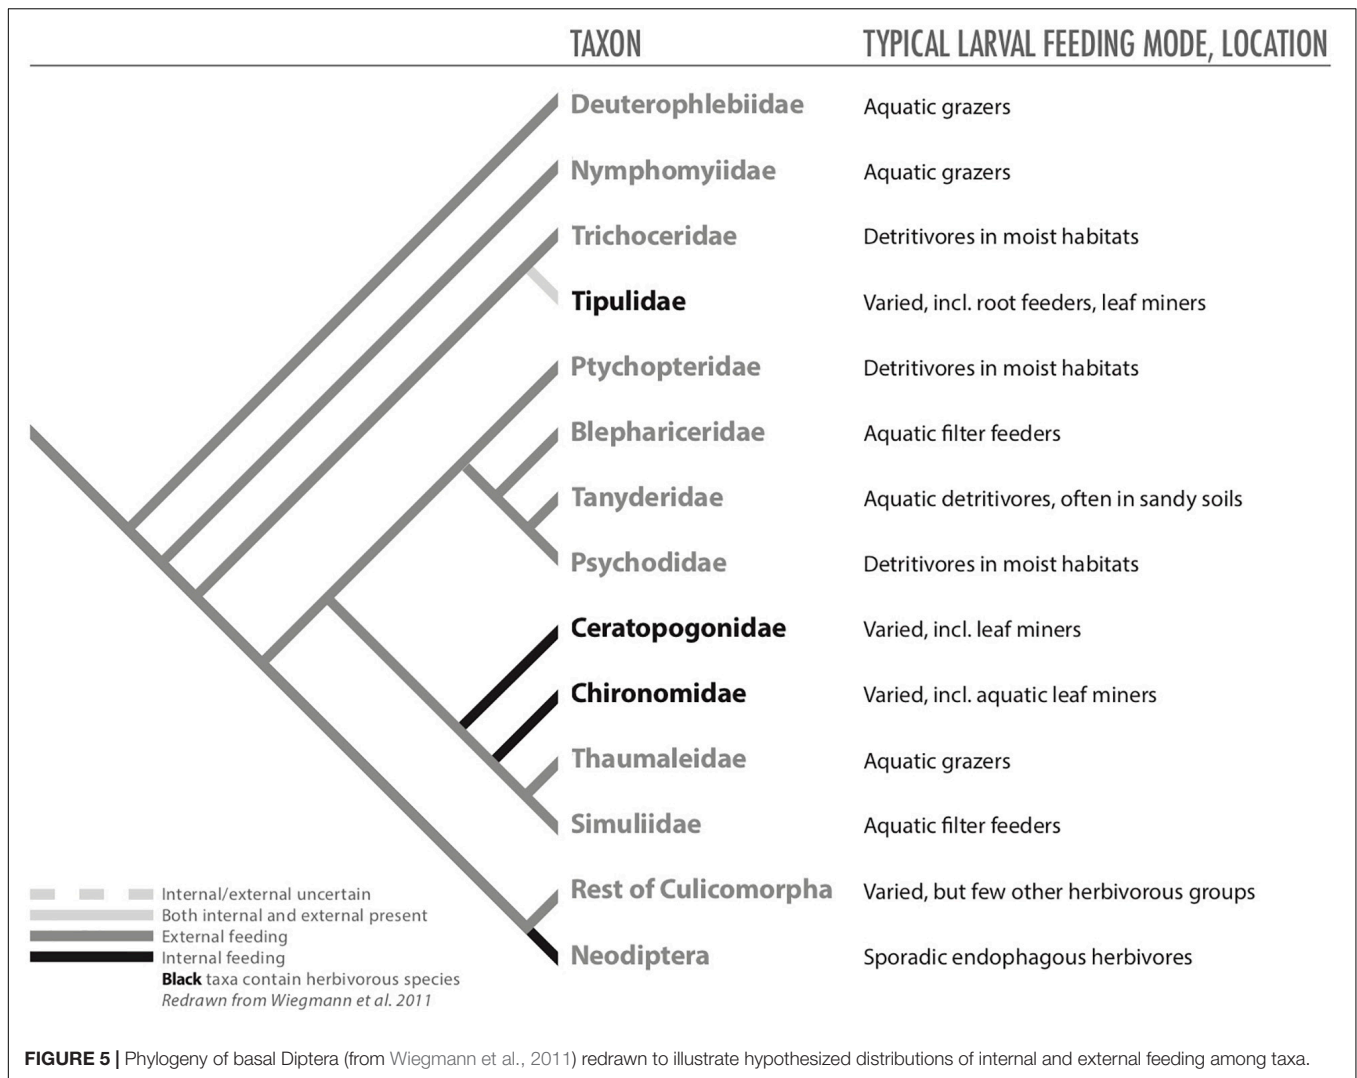 TAXON TYPICAL LARVAL FEEDING MODE, LOCATION
Deuterophlebiidae Aquatic grazers
Nymphomyiidae Aquatic grazers
Trichoceridae Detritivores in moist habitats
Tipulidae Varied, incl. root feeders, leaf miners
Ptychopteridae Detritivores in moist habitats
Blephariceridae Aquatic filter feeders
Tanyderidae Aquatic detritivores, often in sandy soils
Psychodidae Detritivores in moist habitats
Ceratopogonidae Varied, incl. leaf miners
Chironomidae Varied, incl. aquatic leaf miners
Thaumaleidae Aquatic grazers
Simuliidae Aquatic filter feeders
Rest of Culicomorpha Varied, but few other herbivorous groups
Neodiptera Sporadic endophagous herbivores
Internal/external uncertain
Both internal and external present
External feeding
Internal feeding
Black taxa contain herbivorous species
Redrawn from Wiegmann et al. 2011
FIGURE 5 | Phylogeny of basal Diptera (from Wiegmann et al., 2011) redrawn to illustrate hypothesized distributions of internal and external feeding among taxa.